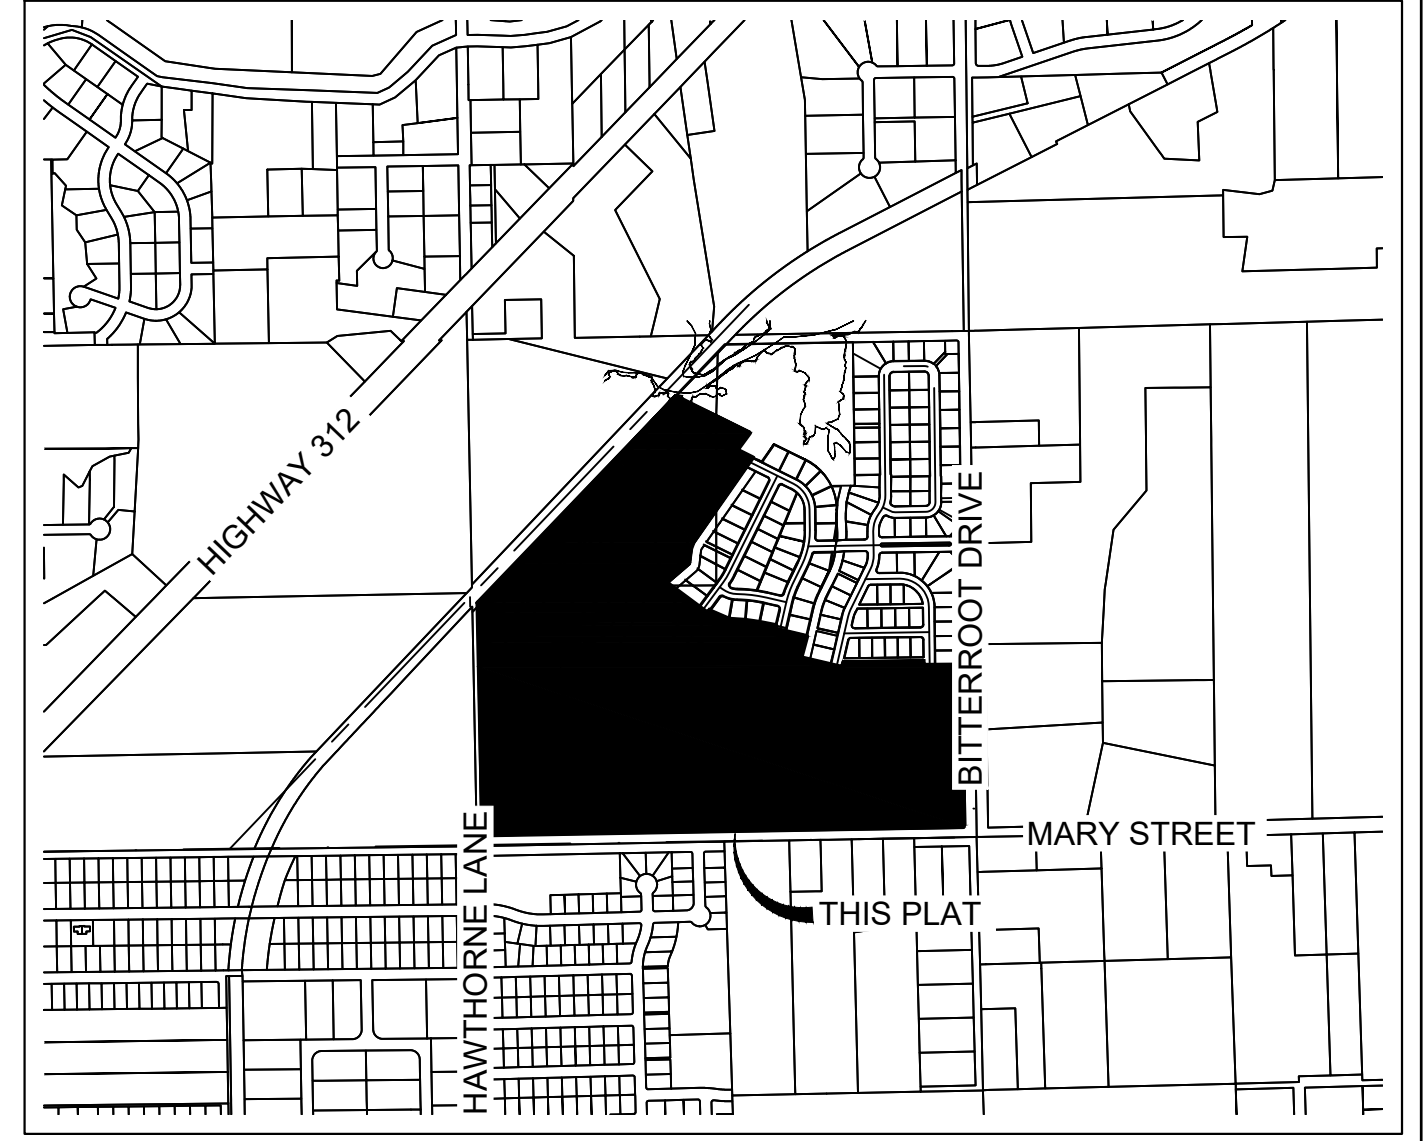 HIGHWAY 312
BITTERROOT DRIVE
MARY STREET
HAWTHORNE LANE
THIS PLAT